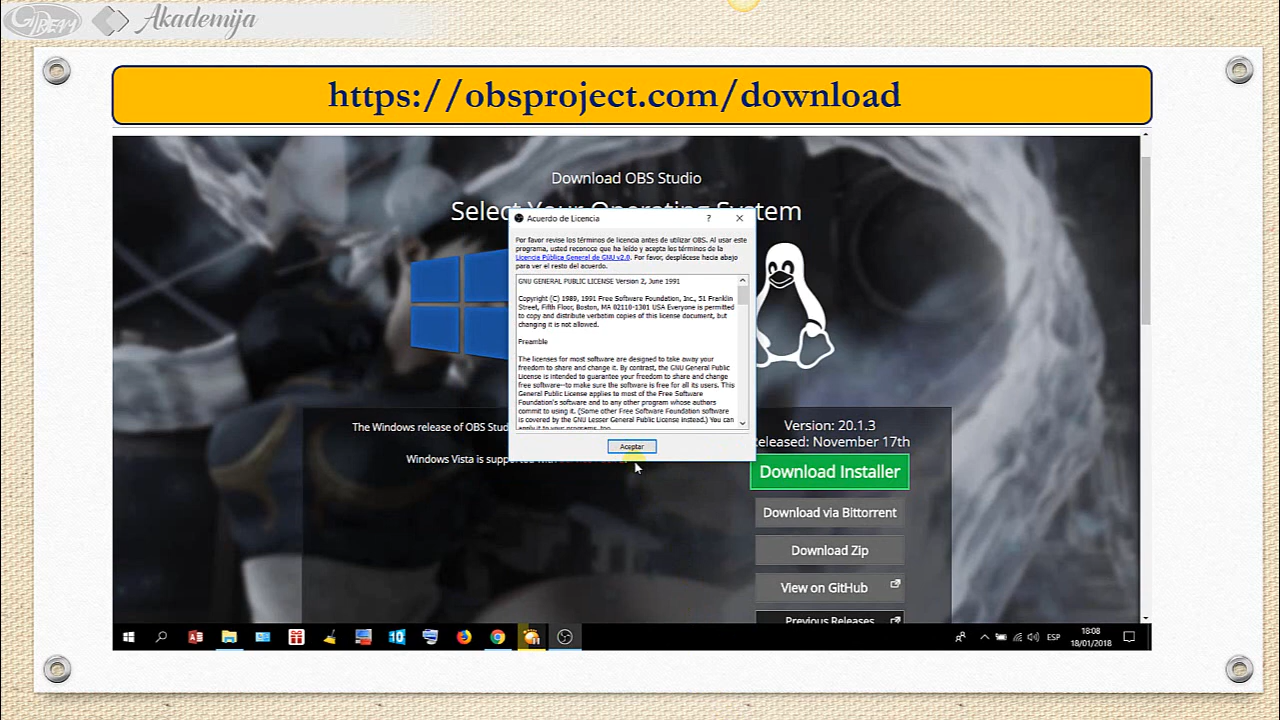 GDREAM Akademija
https://obsproject.com/download
Download OBS Studio
Select Your Operating System
Acuerdo de Licencia
Por favor revise los términos de licencia antes de utilizar OBS. Al usar este
programa, usted reconoce que ha leído y acepta los términos de la
Licencia Pública General de GNU v2.0. Por favor, desplácese hacia abajo
para ver el resto del acuerdo.
GNU GENERAL PUBLIC LICENSE Version 2, June 1991
Copyright (C) 1989, 1991 Free Software Foundation, Inc., 51 Franklin
Street, Fifth Floor, Boston, MA 02110-1301 USA Everyone is permitted
to copy and distribute verbatim copies of this license document, but
changing it is not allowed.
Preamble
The licenses for most software are designed to take away your
freedom to share and change it. By contrast, the GNU General Public
License is intended to guarantee your freedom to share and change
free software--to make sure the software is free for all its users. This
General Public License applies to most of the Free Software
Foundation's software and to any other program whose authors
commit to using it. (Some other Free Software Foundation software
is covered by the GNU Lesser General Public License instead.) You can
apply it to your programs, too.
Aceptar
The Windows release of OBS Stud
Windows Vista is supported with
Version: 20.1.3
eleased: November 17th
Download Installer
Download via Bittorrent
Download Zip
View on GitHub
Previous Releases
ESP
18:08
18/01/2018